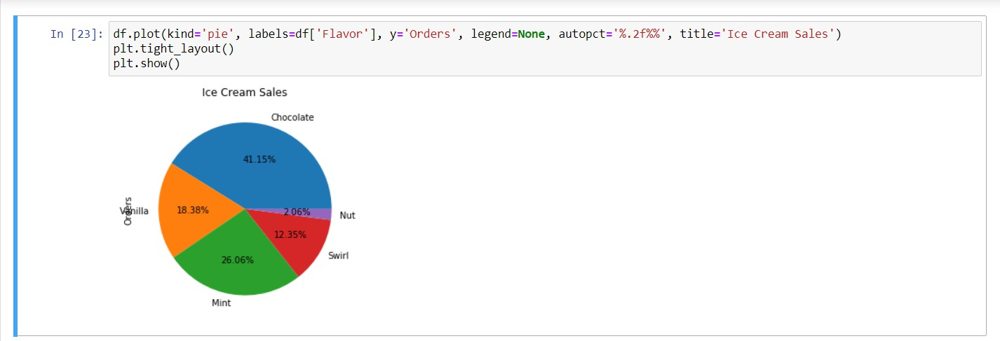 In [23]: df.plot(kind='pie', labels=df['Flavor'], y='Orders', legend=None, autopct='%.2f%%', title='Ice Cream Sales')
plt.tight_layout()
plt.show()
Ice Cream Sales
Chocolate
41.15%
Vanilla
Orders
18.38%
2.06%
Nut
12.35%
Swirl
26.06%
Mint